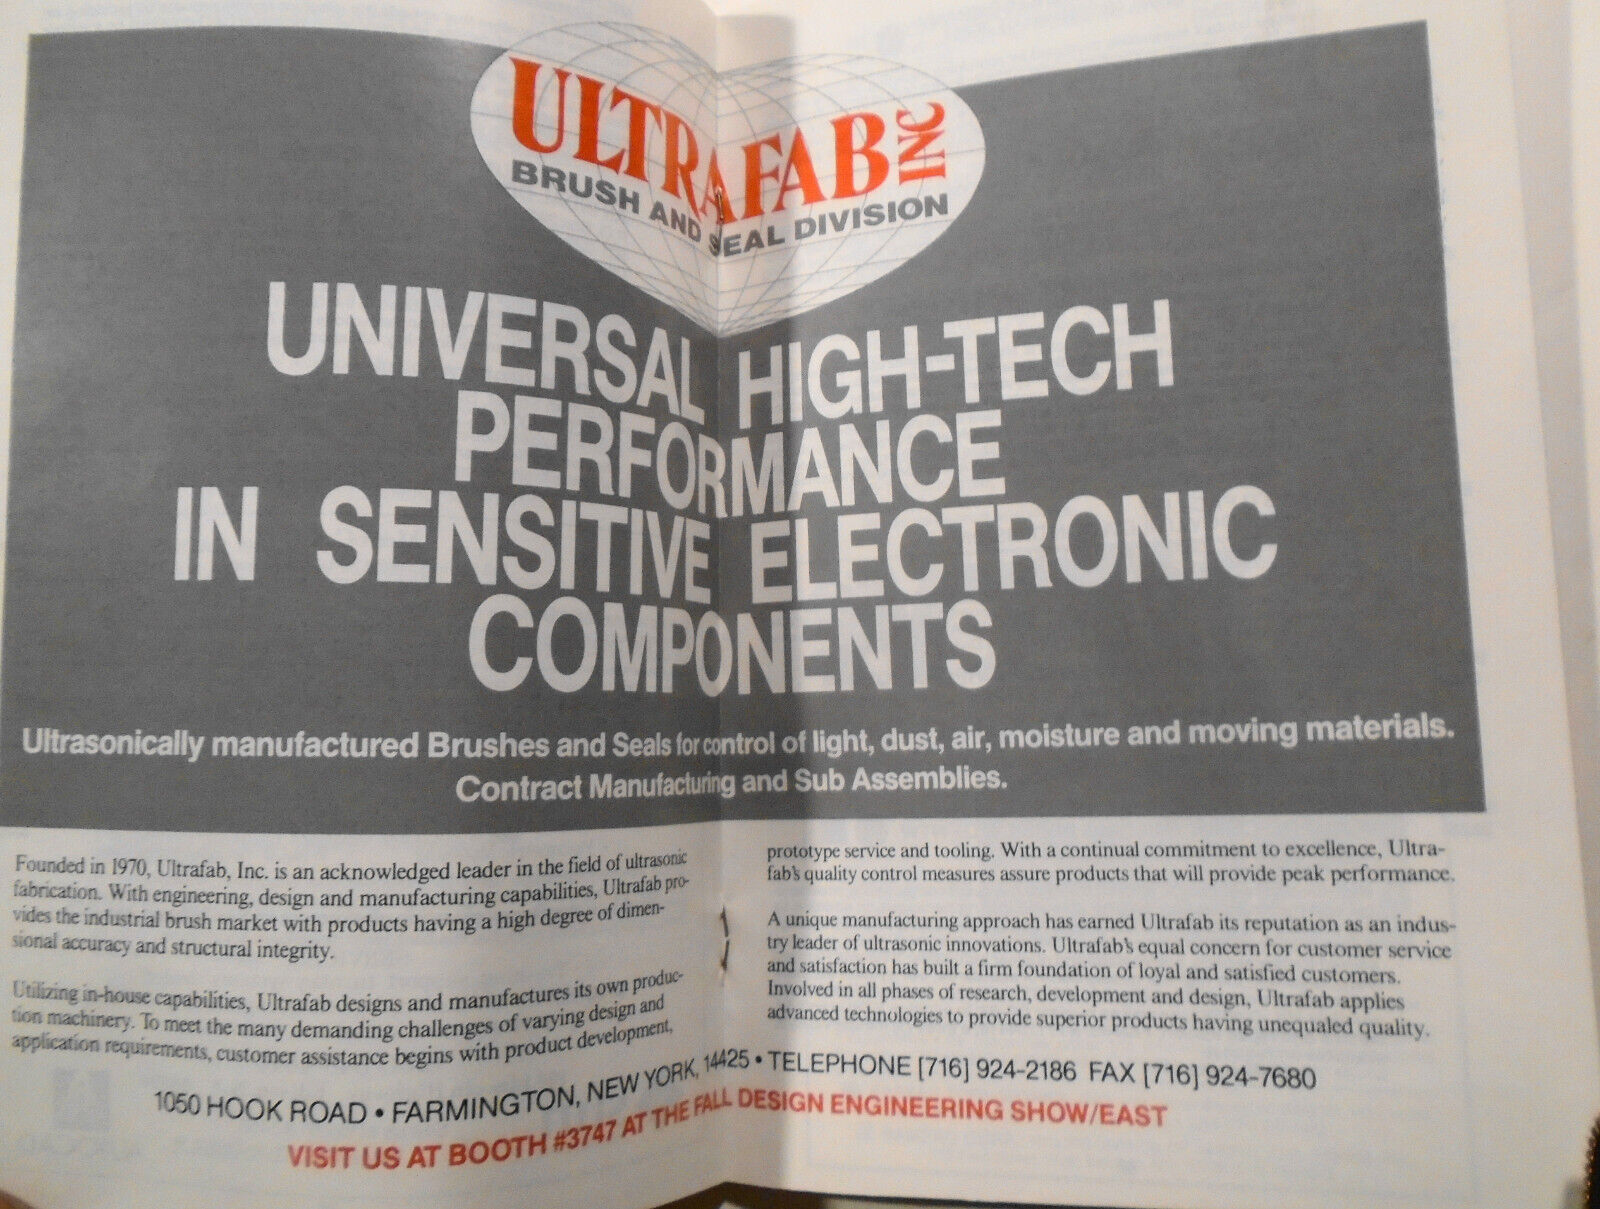 ULTRAFAB INC
BRUSH AND SEAL DIVISION
UNIVERSAL HIGH-TECH
PERFORMANCE
IN SENSITIVE ELECTRONIC
COMPONENTS
Ultrasonically manufactured Brushes and Seals for control of light, dust, air, moisture and moving materials.
Contract Manufacturing and Sub Assemblies.
Founded in 1970, Ultrafab, Inc. is an acknowledged leader in the field of ultrasonic
fabrication. With engineering, design and manufacturing capabilities, Ultrafab pro-
vides the industrial brush market with products having a high degree of dimen-
sional accuracy and structural integrity.
Utilizing in-house capabilities, Ultrafab designs and manufactures its own produc-
tion machinery. To meet the many demanding challenges of varying design and
application requirements, customer assistance begins with product development,
prototype service and tooling. With a continual commitment to excellence, Ultra-
fab's quality control measures assure products that will provide peak performance.
A unique manufacturing approach has earned Ultrafab its reputation as an indus-
try leader of ultrasonic innovations. Ultrafab's equal concern for customer service
and satisfaction has built a firm foundation of loyal and satisfied customers.
Involved in all phases of research, development and design, Ultrafab applies
advanced technologies to provide superior products having unequaled quality.
1050 HOOK ROAD • FARMINGTON, NEW YORK, 14425 • TELEPHONE [716] 924-2186 FAX [716] 924-7680
VISIT US AT BOOTH #3747 AT THE FALL DESIGN ENGINEERING SHOW/EAST